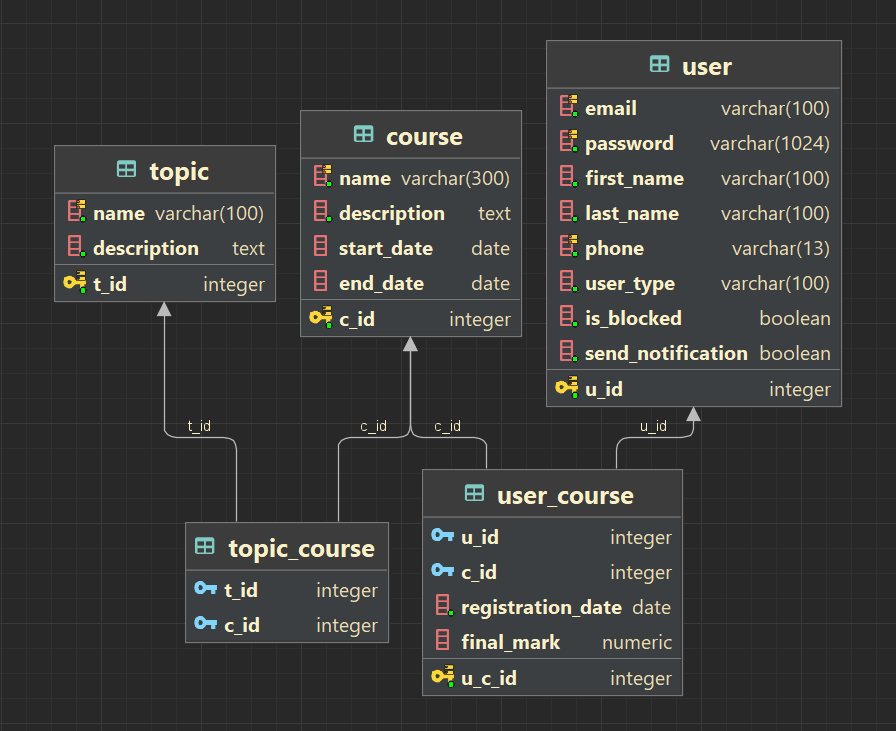 topic
name varchar(100)
description text
t_id integer
course
name varchar(300)
description text
start_date date
end_date date
c_id integer
user
email varchar(100)
password varchar(1024)
first_name varchar(100)
last_name varchar(100)
phone varchar(13)
user_type varchar(100)
is_blocked boolean
send_notification boolean
u_id integer
t_id
c_id
c_id
u_id
topic_course
t_id integer
c_id integer
user_course
u_id integer
c_id integer
registration_date date
final_mark numeric
u_c_id integer